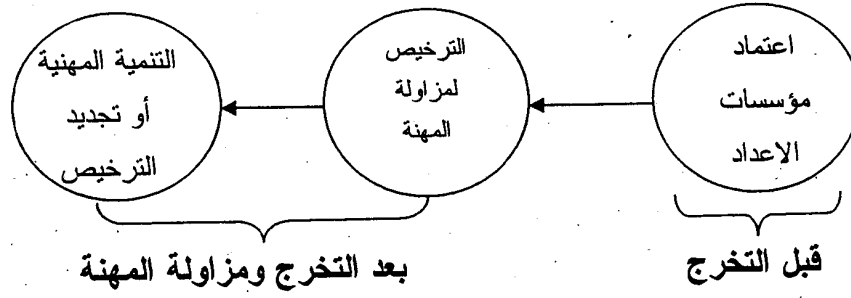 اعتماد
مؤسسات
الاعداد
الترخيص
لمزاولة
المهنة
التنمية المهنية
أو تجديد
الترخيص
قبل التخرج
بعد التخرج ومزاولة المهنة